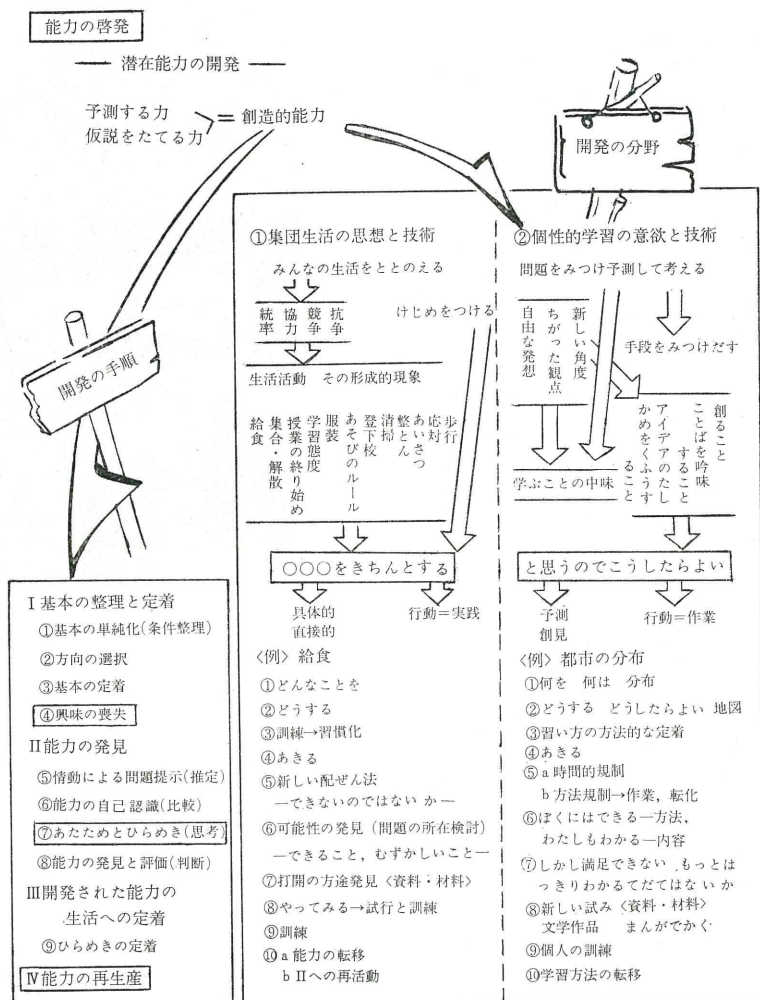 能力の啓発
潜在能力の開発
予測する力
仮説をたてる力
＝創造的能力
開発の分野
開発の手順
Ⅰ基本の整理と定着
①基本の単純化(条件整理)
②方向の選択
③基本の定着
④興味の喪失
Ⅱ能力の発見
⑤情動による問題提示(推定)
⑥能力の自己認識(比較)
⑦あたためとひらめき(思考)
⑧能力の発見と評価(判断)
Ⅲ開発された能力の
生活への定着
⑨ひらめきの定着
Ⅳ能力の再生産
①集団生活の思想と技術
みんなの生活をととのえる
抗争
競争
協力
統率
けじめをつける
生活活動　その形成的現象
歩行
応対
あいさつ
整とん
清掃
登下校
あそびのルール
服装
学習態度
授業の終り始め
集合・解散
給食
○○○をきちんとする
具体的
直接的
行動＝実践
〈例〉給食
①どんなことを
②どうする
③訓練→習慣化
④あきる
⑤新しい配ぜん法
―できないのではないか―
⑥可能性の発見（問題の所在検討）
―できること，むずかしいこと―
⑦打開の方途発見〈資料・材料〉
⑧やってみる→試行と訓練
⑨訓練
⑩a能力の転移
bⅡへの再活動
②個性的学習の意欲と技術
問題をみつけ予測して考える
新しい角度
ちがった観点
自由な発想
手段をみつけだす
創ること
ことばを吟味
すること
アイデアのたし
かめをくふうす
ること
学ぶことの中味
と思うのでこうしたらよい
予測
創見
行動＝作業
〈例〉都市の分布
①何を　何は　分布
②どうする　どうしたらよい　地図
③習い方の方法的な定着
④あきる
⑤a時間的規制
b方法規制→作業，転化
⑥ぼくにはできる―方法，
わたしもわかる―内容
⑦しかし満足できない　もっとは
っきりわかるてだてはないか
⑧新しい試み〈資料・材料〉
文学作品　まんがでかく
⑨個人の訓練
⑩学習方法の転移